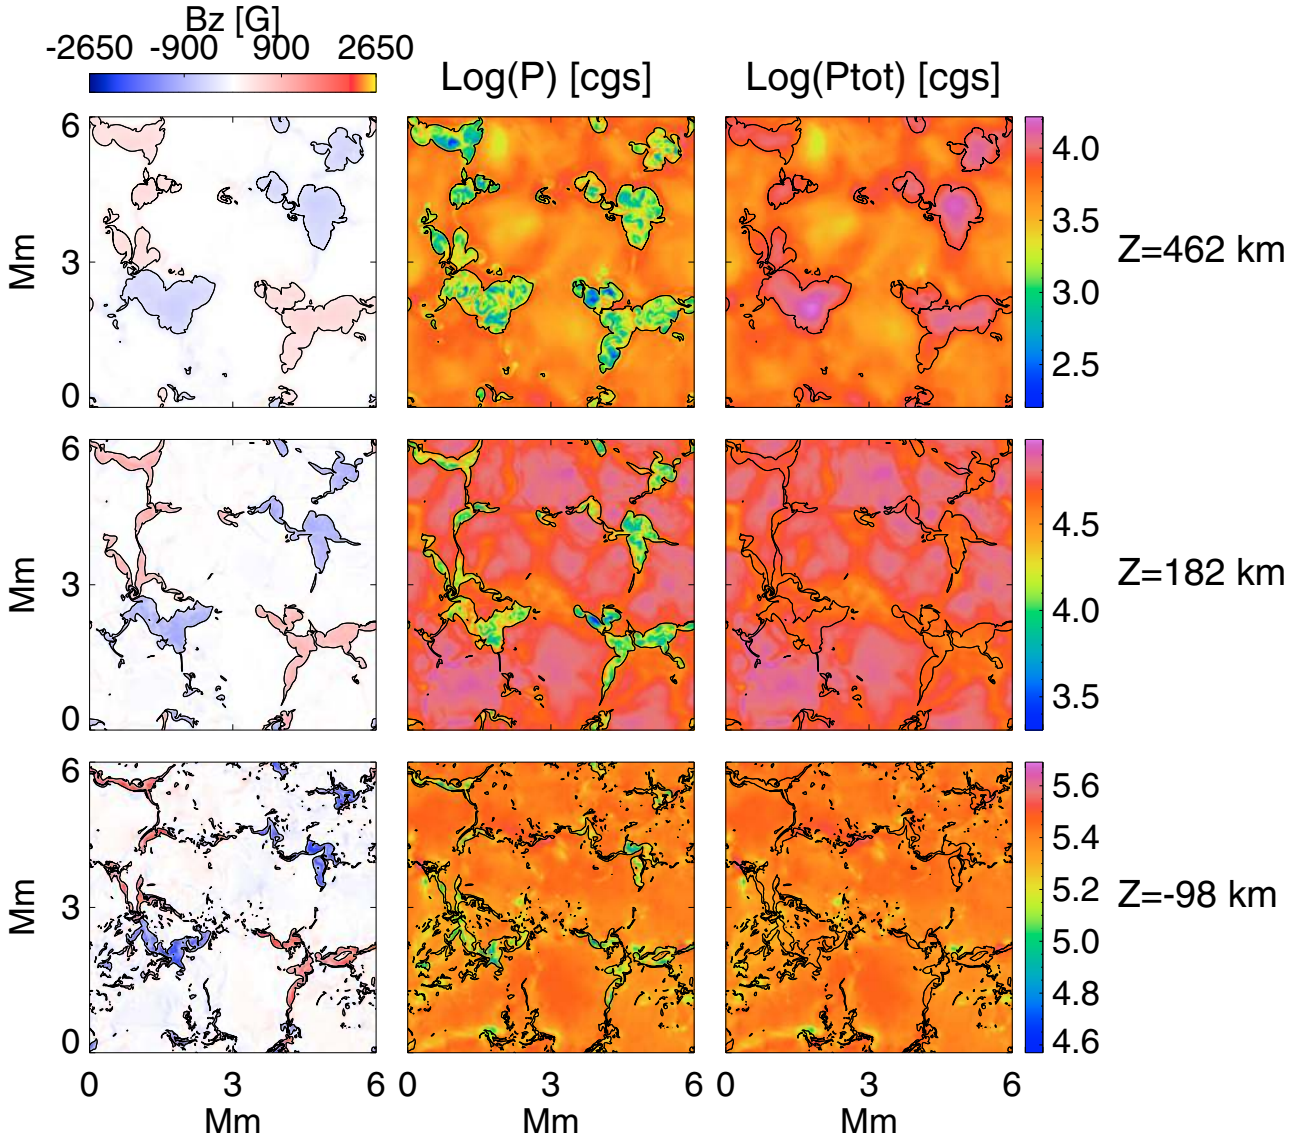 Bz [G]
-2650 -900 900 2650
Log(P) [cgs]
Log(Ptot) [cgs]
6
3
0
Mm
4.0
3.5
3.0
2.5
Z=462 km
6
3
0
Mm
4.5
4.0
3.5
Z=182 km
6
3
0
Mm
5.6
5.4
5.2
5.0
4.8
4.6
Z=-98 km
0 3 6 0 3 6 0 3 6
Mm Mm Mm